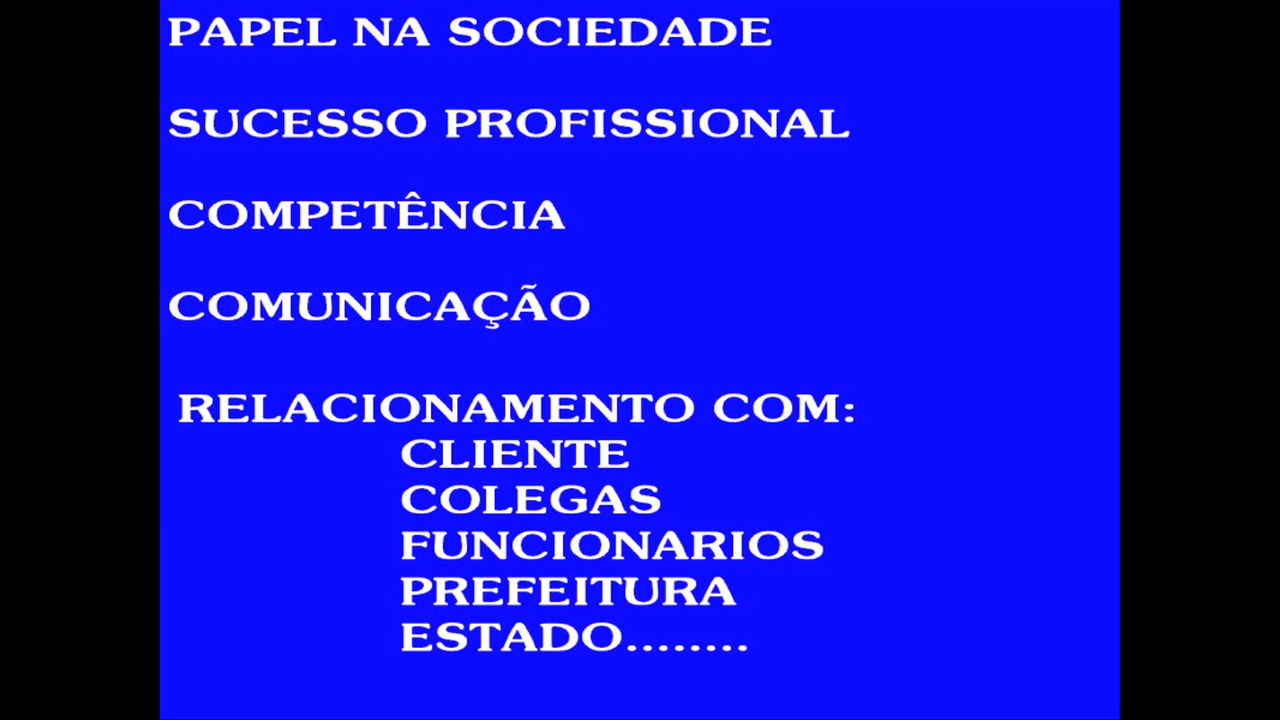 PAPEL NA SOCIEDADE
SUCESSO PROFISSIONAL
COMPETÊNCIA
COMUNICAÇÃO
RELACIONAMENTO COM:
CLIENTE
COLEGAS
FUNCIONARIOS
PREFEITURA
ESTADO........